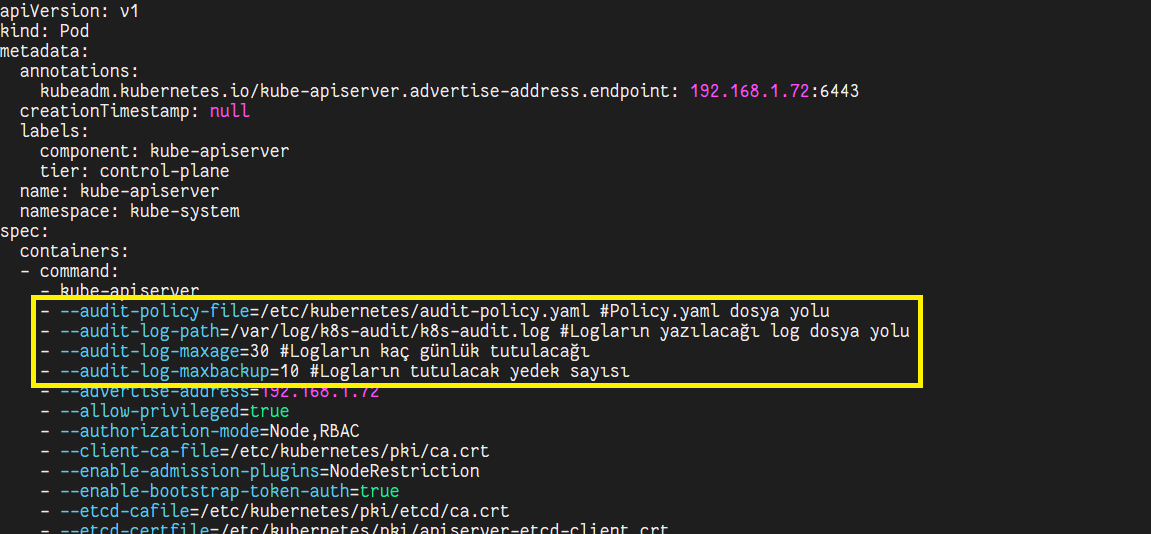 apiVersion: v1
kind: Pod
metadata:
  annotations:
    kubeadm.kubernetes.io/kube-apiserver.advertise-address.endpoint: 192.168.1.72:6443
  creationTimestamp: null
  labels:
    component: kube-apiserver
    tier: control-plane
  name: kube-apiserver
  namespace: kube-system
spec:
  containers:
  - command:
    - kube-apiserver
    - --audit-policy-file=/etc/kubernetes/audit-policy.yaml #Policy.yaml dosya yolu
    - --audit-log-path=/var/log/k8s-audit/k8s-audit.log #Logların yazılacağı log dosya yolu
    - --audit-log-maxage=30 #Logların kaç günlük tutulacağı
    - --audit-log-maxbackup=10 #Logların tutulacak yedek sayısı
    - --advertise-address=192.168.1.72
    - --allow-privileged=true
    - --authorization-mode=Node,RBAC
    - --client-ca-file=/etc/kubernetes/pki/ca.crt
    - --enable-admission-plugins=NodeRestriction
    - --enable-bootstrap-token-auth=true
    - --etcd-cafile=/etc/kubernetes/pki/etcd/ca.crt
    - --etcd-certfile=/etc/kubernetes/pki/apiserver-etcd-client.crt